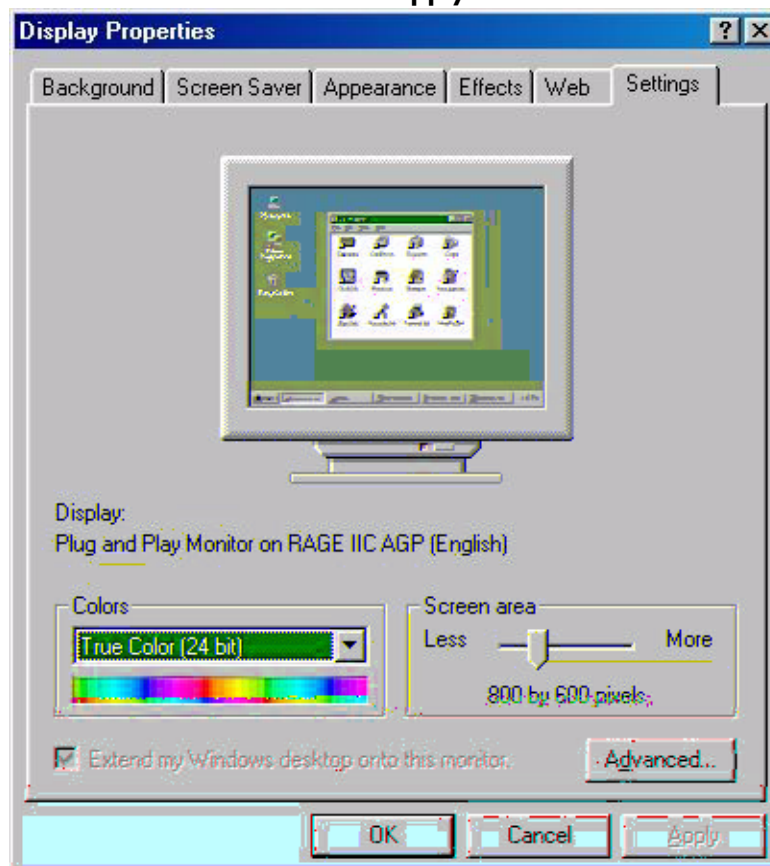 Display Properties
Background Screen Saver Appearance Effects Web Settings
Display:
Plug and Play Monitor on RAGE IIC AGP (English)
Colors
True Color (24 bit)
Screen area
Less More
800 by 600 pixels
Extend my Windows desktop onto this monitor.
Advanced...
OK Cancel Apply